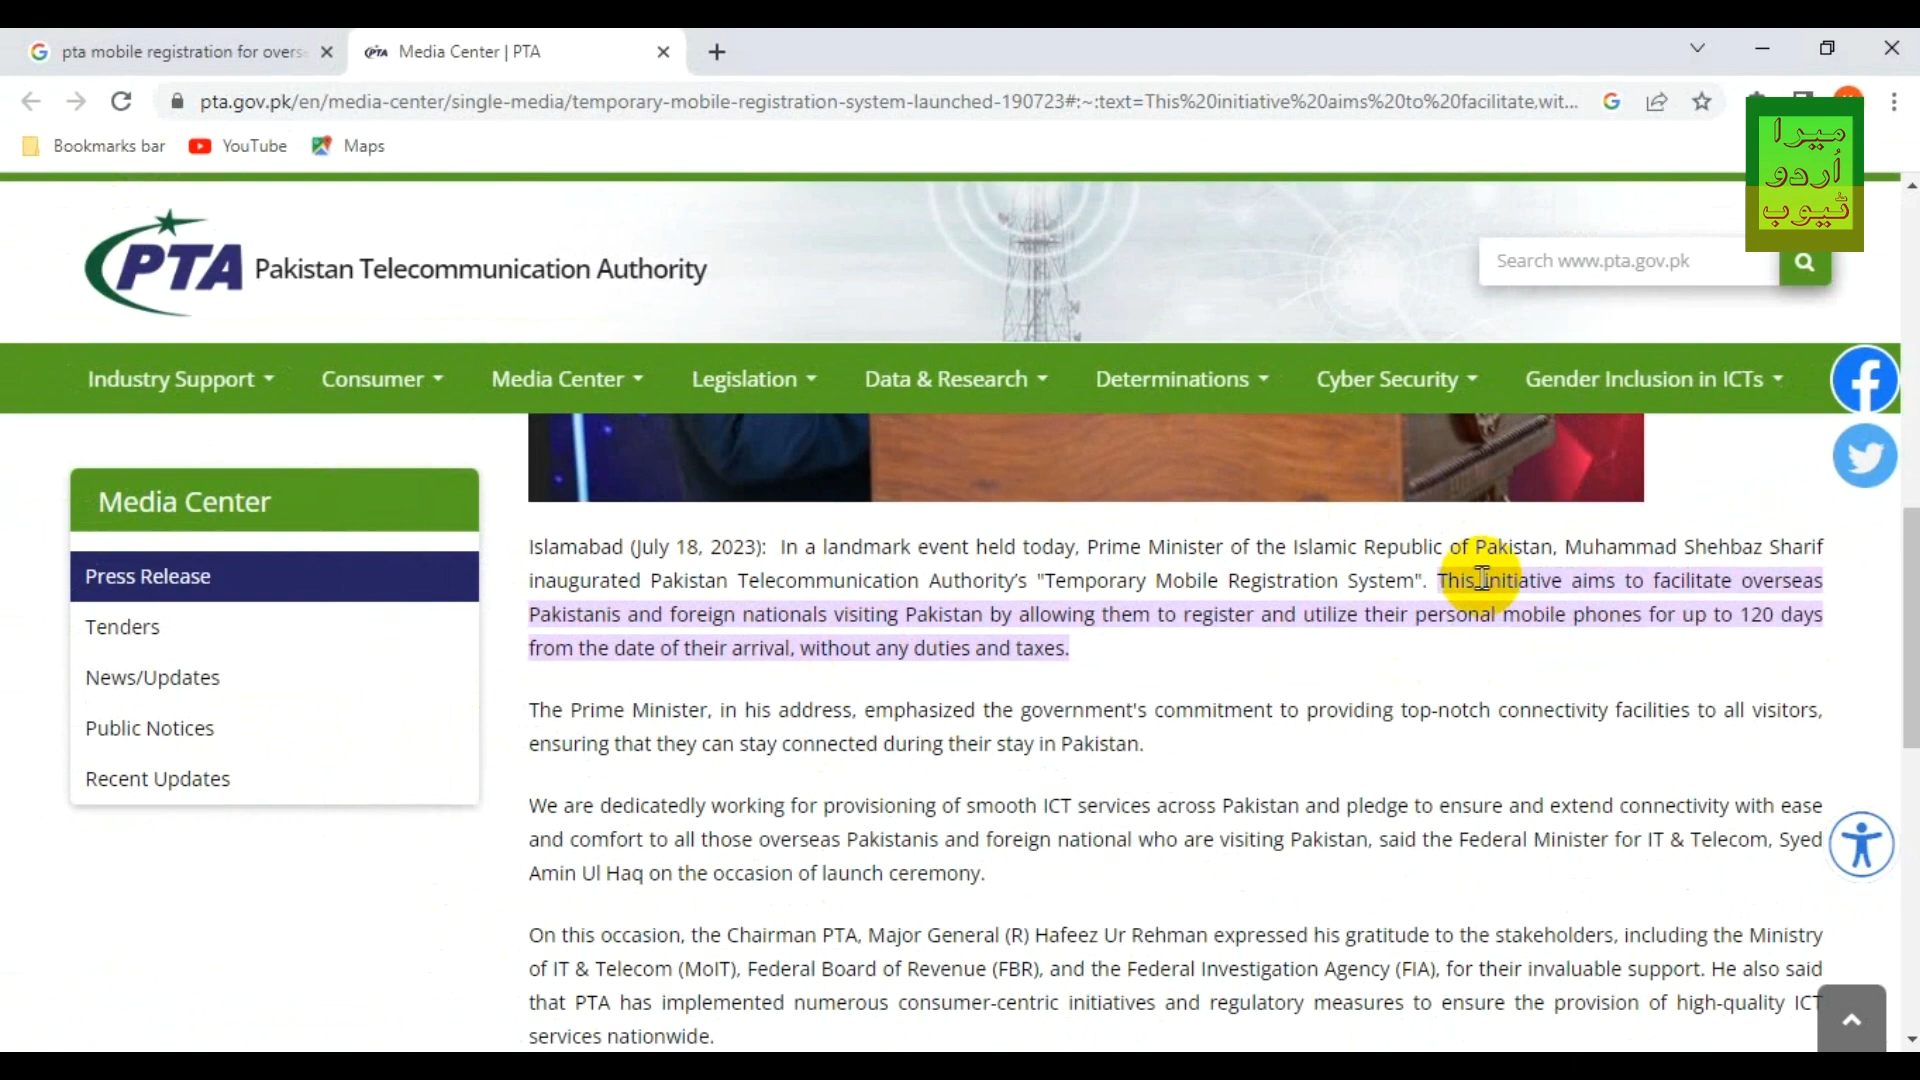 pta mobile registration for overs
Media Center | PTA
pta.gov.pk/en/media-center/single-media/temporary-mobile-registration-system-launched-190723#:~:text=This%20initiative%20aims%20to%20facilitate,wit...
Bookmarks bar
YouTube
Maps
میرا
اُردو
ٹیوب
PTA
Pakistan Telecommunication Authority
Search www.pta.gov.pk
Industry Support
Consumer
Media Center
Legislation
Data & Research
Determinations
Cyber Security
Gender Inclusion in ICTs
Media Center
Press Release
Tenders
News/Updates
Public Notices
Recent Updates
Islamabad (July 18, 2023): In a landmark event held today, Prime Minister of the Islamic Republic of Pakistan, Muhammad Shehbaz Sharif
inaugurated Pakistan Telecommunication Authority's "Temporary Mobile Registration System". This initiative aims to facilitate overseas
Pakistanis and foreign nationals visiting Pakistan by allowing them to register and utilize their personal mobile phones for up to 120 days
from the date of their arrival, without any duties and taxes.
The Prime Minister, in his address, emphasized the government's commitment to providing top-notch connectivity facilities to all visitors,
ensuring that they can stay connected during their stay in Pakistan.
We are dedicatedly working for provisioning of smooth ICT services across Pakistan and pledge to ensure and extend connectivity with ease
and comfort to all those overseas Pakistanis and foreign national who are visiting Pakistan, said the Federal Minister for IT & Telecom, Syed
Amin Ul Haq on the occasion of launch ceremony.
On this occasion, the Chairman PTA, Major General (R) Hafeez Ur Rehman expressed his gratitude to the stakeholders, including the Ministry
of IT & Telecom (MoIT), Federal Board of Revenue (FBR), and the Federal Investigation Agency (FIA), for their invaluable support. He also said
that PTA has implemented numerous consumer-centric initiatives and regulatory measures to ensure the provision of high-quality ICT
services nationwide.